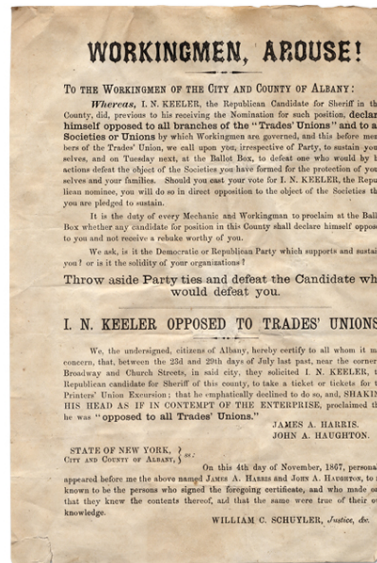 WORKINGMEN, AROUSE!
TO THE WORKINGMEN OF THE CITY AND COUNTY OF ALBANY:
Whereas, I. N. KEELER, the Republican Candidate for Sheriff in th
County, did, previous to his receiving the Nomination for such position, declar
himself opposed to all branches of the "Trades' Unions" and to a
Societies or Unions by which Workingmen are governed, and this before mem
bers of the Trades' Union, we call upon you, irrespective of Party, to sustain you
selves, and on Tuesday next, at the Ballot Box, to defeat one who would by h
actions defeat the object of the Societies you have formed for the protection of you
selves and your families. Should you cast your vote for I. N. KEELER, the Repu
lican nominee, you will do so in direct opposition to the object of the Societies th
you are pledged to sustain.
It is the duty of every Mechanic and Workingman to proclaim at the Ball
Box whether any candidate for position in this County shall declare himself oppos
to you and not receive a rebuke worthy of you.
We ask, is it the Democratic or Republican Party which supports and sustai
you? or is it the solidity of your organizations?
Throw aside Party ties and defeat the Candidate wh
would defeat you.
I. N. KEELER OPPOSED TO TRADES' UNIONS
We, the undersigned, citizens of Albany, hereby certify to all whom it m
concern, that, between the 23d and 29th days of July last past, near the corner
Broadway and Church Streets, in said city, they solicited I. N. KEELER, t
Republican candidate for Sheriff of this county, to take a ticket or tickets for t
Printers' Union Excursion; that he emphatically declined to do so, and, SHAKIN
HIS HEAD AS IF IN CONTEMPT OF THE ENTERPRISE, proclaimed th
he was "opposed to all Trades' Unions."
JAMES A. HARRIS.
JOHN A. HAUGHTON.
STATE OF NEW YORK,
CITY AND COUNTY OF ALBANY, } ss.:
On this 4th day of November, 1867, persona
appeared before me the above named JAMES A. HARRIS and JOHN A. HAUGHTON, to
known to be the persons who signed the foregoing certificate, and who made o
that they knew the contents thereof, and that the same were true of their o
knowledge.
WILLIAM C. SCHUYLER, Justice, &c.